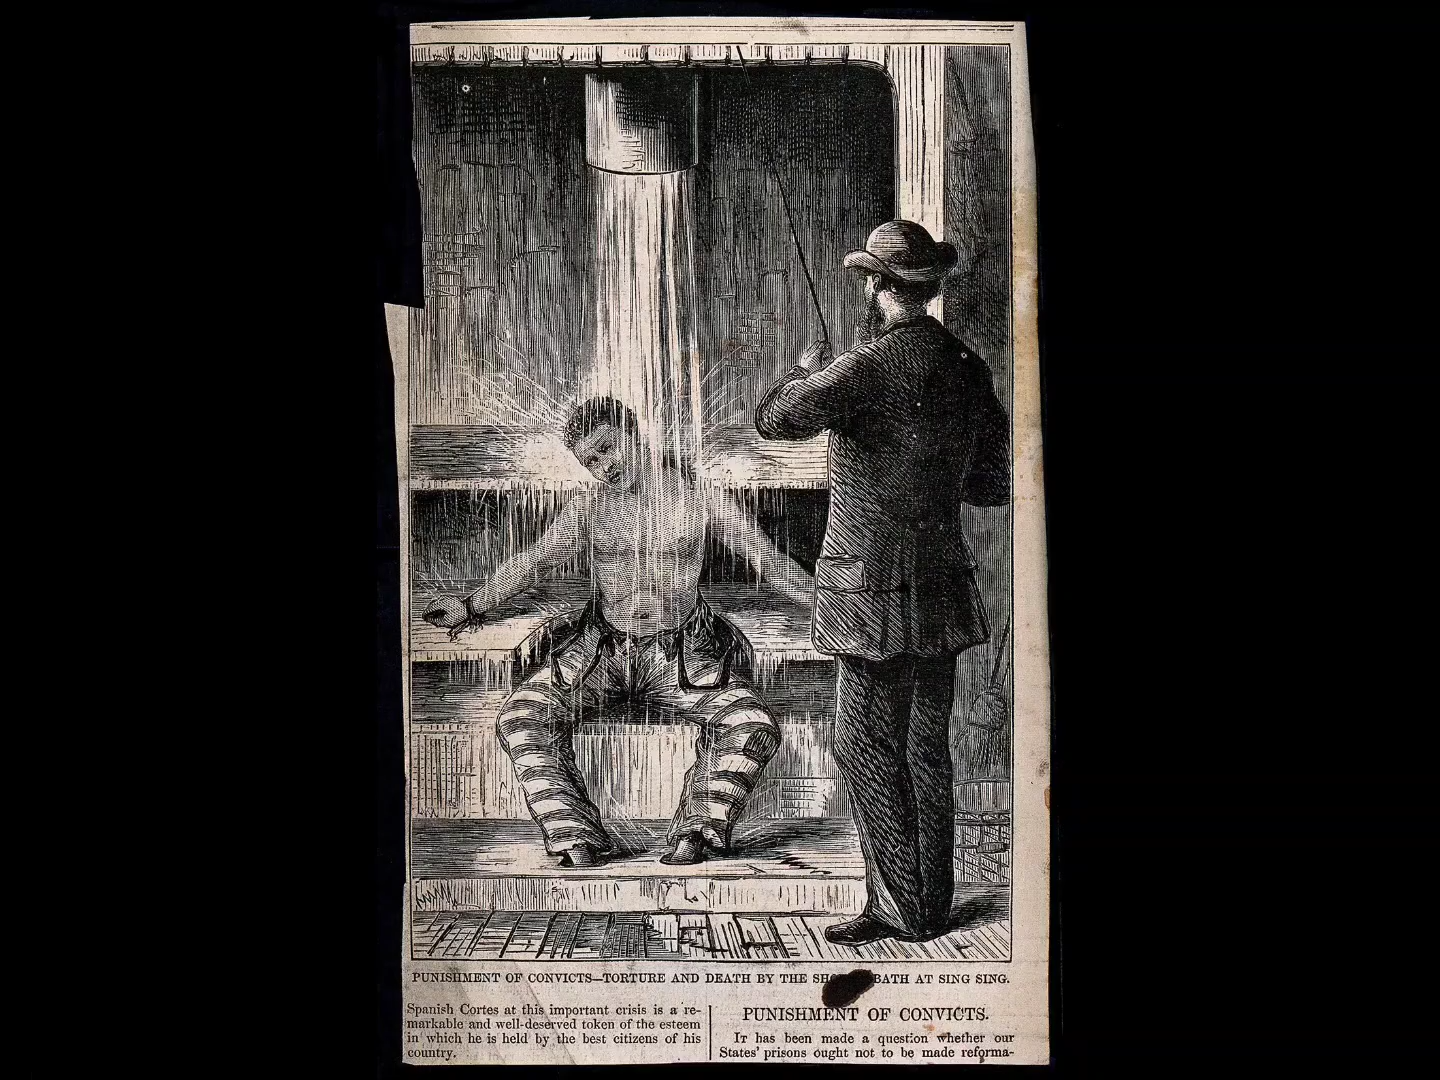 PUNISHMENT OF CONVICTS—TORTURE AND DEATH BY THE BATH AT SING SING.
Spanish Cortes at this important crisis is a re-
markable and well-deserved token of the esteem
in which he is held by the best citizens of his
country.
PUNISHMENT OF CONVICTS.
It has been made a question whether our
States' prisons ought not to be made reforma-